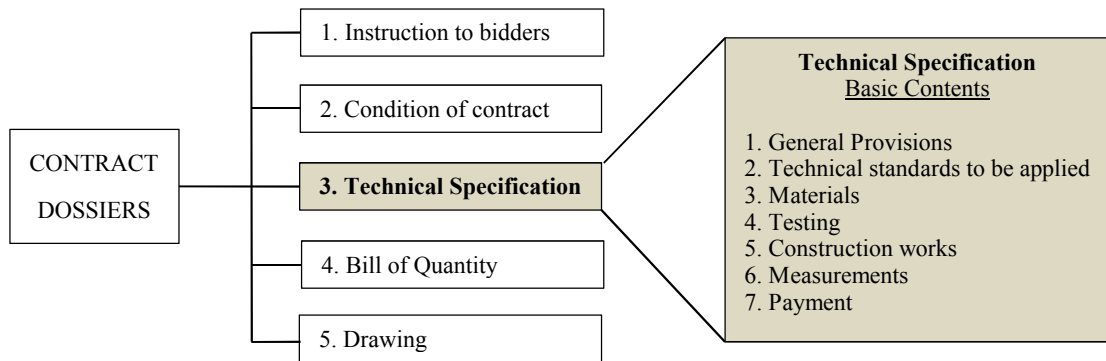 CONTRACT
DOSSIERS
1. Instruction to bidders
2. Condition of contract
3. Technical Specification
4. Bill of Quantity
5. Drawing
Technical Specification
Basic Contents
1. General Provisions
2. Technical standards to be applied
3. Materials
4. Testing
5. Construction works
6. Measurements
7. Payment